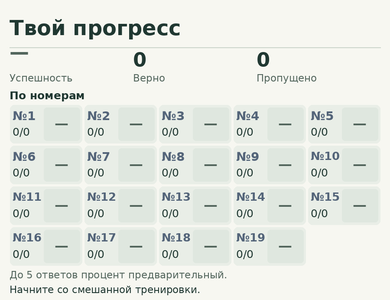 Твой прогресс
— 0 0
Успешность Верно Пропущено
По номерам
№1 — №2 — №3 — №4 — №5 —
0/0 0/0 0/0 0/0 0/0
№6 — №7 — №8 — №9 — №10 —
0/0 0/0 0/0 0/0 0/0
№11 — №12 — №13 — №14 — №15 —
0/0 0/0 0/0 0/0 0/0
№16 — №17 — №18 — №19 —
0/0 0/0 0/0 0/0
До 5 ответов процент предварительный.
Начните со смешанной тренировки.